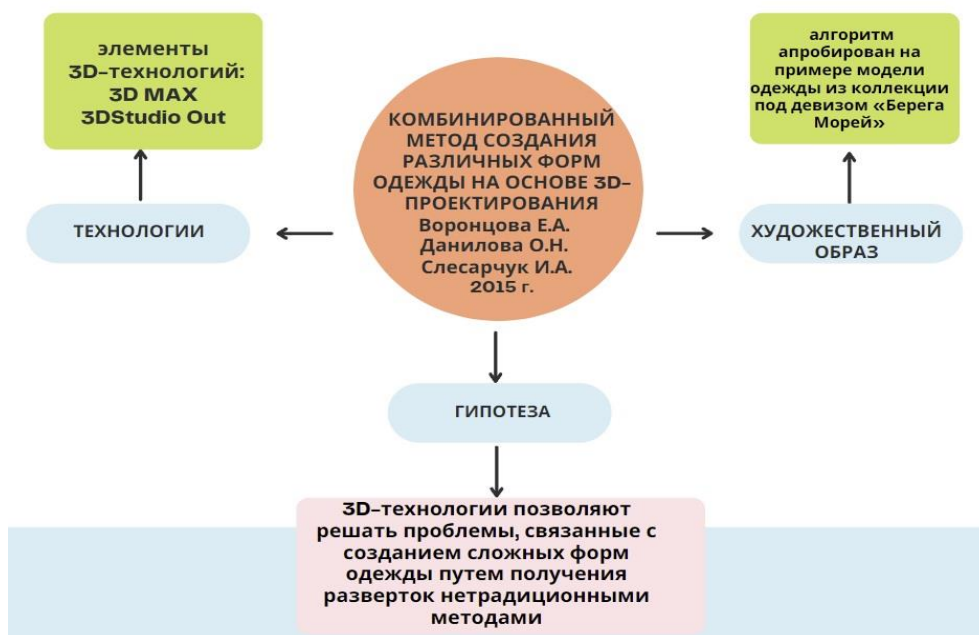 элементы
3D–технологий:
3D MAX
3DStudio Out
ТЕХНОЛОГИИ
КОМБИНИРОВАННЫЙ
МЕТОД СОЗДАНИЯ
РАЗЛИЧНЫХ ФОРМ
ОДЕЖДЫ НА ОСНОВЕ 3D–
ПРОЕКТИРОВАНИЯ
Воронцова Е.А.
Данилова О.Н.
Слесарчук И.А.
2015 г.
алгоритм
апробирован на
примере модели
одежды из коллекции
под девизом «Берега
Морей»
ХУДОЖЕСТВЕННЫЙ
ОБРАЗ
ГИПОТЕЗА
3D–технологии позволяют
решать проблемы, связанные с
созданием сложных форм
одежды путем получения
разверток нетрадиционными
методами